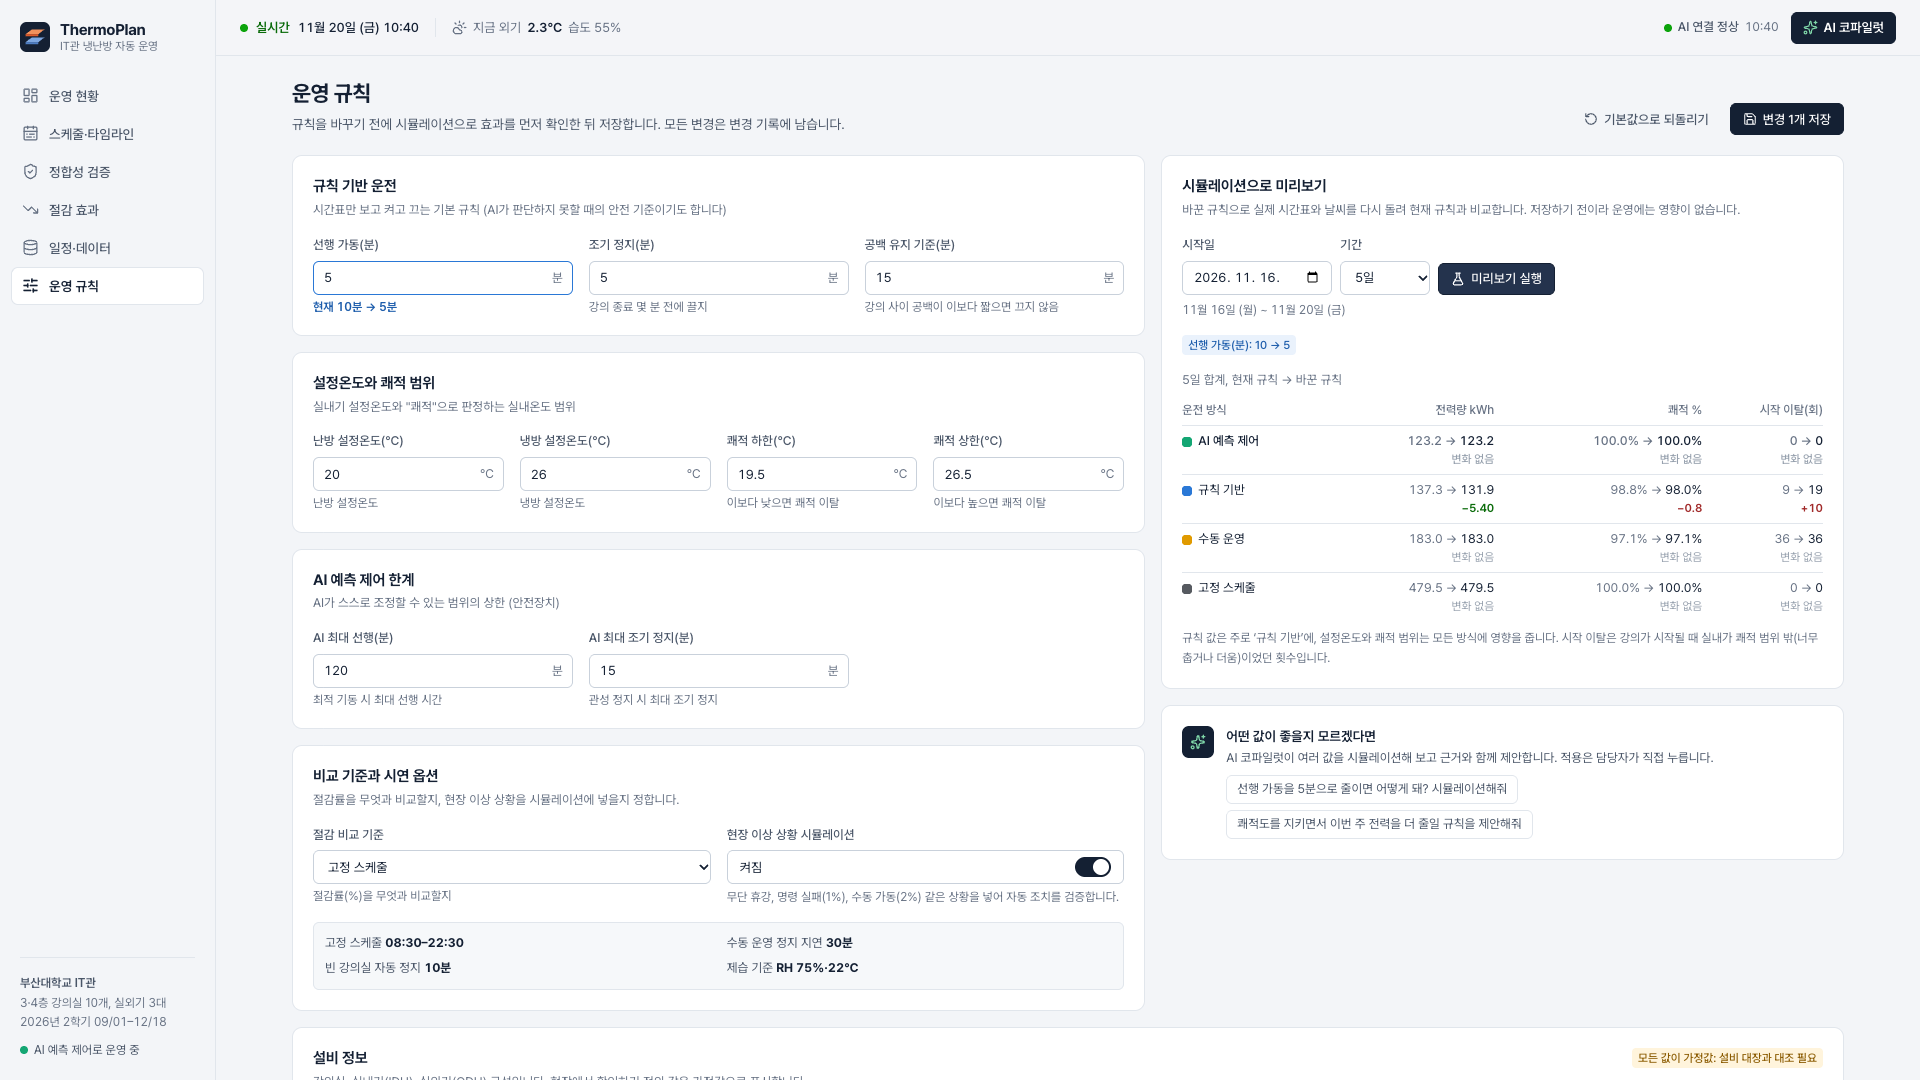 ThermoPlan
IT관 냉난방 자동 운영
운영 현황
스케줄·타임라인
정합성 검증
절감 효과
일정·데이터
운영 규칙
부산대학교 IT관
3·4층 강의실 10개, 실외기 3대
2026년 2학기 09/01–12/18
AI 예측 제어로 운영 중
실시간 11월 20일 (금) 10:40 지금 외기 2.3°C 습도 55%
AI 연결 정상 10:40 AI 코파일럿
운영 규칙
규칙을 바꾸기 전에 시뮬레이션으로 효과를 먼저 확인한 뒤 저장합니다. 모든 변경은 변경 기록에 남습니다.
기본값으로 되돌리기 변경 1개 저장
규칙 기반 운전
시간표만 보고 켜고 끄는 기본 규칙 (AI가 판단하지 못할 때의 안전 기준이기도 합니다)
선행 가동(분) 조기 정지(분) 공백 유지 기준(분)
5 분 5 분 15 분
현재 10분 → 5분 강의 종료 몇 분 전에 끌지 강의 사이 공백이 이보다 짧으면 끄지 않음
설정온도와 쾌적 범위
실내기 설정온도와 "쾌적"으로 판정하는 실내온도 범위
난방 설정온도(°C) 냉방 설정온도(°C) 쾌적 하한(°C) 쾌적 상한(°C)
20 °C 26 °C 19.5 °C 26.5 °C
난방 설정온도 냉방 설정온도 이보다 낮으면 쾌적 이탈 이보다 높으면 쾌적 이탈
AI 예측 제어 한계
AI가 스스로 조정할 수 있는 범위의 상한 (안전장치)
AI 최대 선행(분) AI 최대 조기 정지(분)
120 분 15 분
최적 기동 시 최대 선행 시간 관성 정지 시 최대 조기 정지
비교 기준과 시연 옵션
절감률을 무엇과 비교할지, 현장 이상 상황을 시뮬레이션에 넣을지 정합니다.
절감 비교 기준 현장 이상 상황 시뮬레이션
고정 스케줄 켜짐
절감률(%)을 무엇과 비교할지 무단 휴강, 명령 실패(1%), 수동 가동(2%) 같은 상황을 넣어 자동 조치를 검증합니다.
고정 스케줄 08:30–22:30 수동 운영 정지 지연 30분
빈 강의실 자동 정지 10분 제습 기준 RH 75%·22°C
시뮬레이션으로 미리보기
바꾼 규칙으로 실제 시간표와 날씨를 다시 돌려 현재 규칙과 비교합니다. 저장하기 전이라 운영에는 영향이 없습니다.
시작일 기간
2026. 11. 16. 5일 미리보기 실행
11월 16일 (월) ~ 11월 20일 (금)
선행 가동(분): 10 → 5
5일 합계, 현재 규칙 → 바꾼 규칙
운전 방식 전력량 kWh 쾌적 % 시작 이탈(회)
AI 예측 제어 123.2 → 123.2 100.0% → 100.0% 0 → 0
변화 없음 변화 없음 변화 없음
규칙 기반 137.3 → 131.9 98.8% → 98.0% 9 → 19
−5.40 −0.8 +10
수동 운영 183.0 → 183.0 97.1% → 97.1% 36 → 36
변화 없음 변화 없음 변화 없음
고정 스케줄 479.5 → 479.5 100.0% → 100.0% 0 → 0
변화 없음 변화 없음 변화 없음
규칙 값은 주로 '규칙 기반'에, 설정온도와 쾌적 범위는 모든 방식에 영향을 줍니다. 시작 이탈은 강의가 시작될 때 실내가 쾌적 범위 밖(너무
춥거나 더움)이었던 횟수입니다.
어떤 값이 좋을지 모르겠다면
AI 코파일럿이 여러 값을 시뮬레이션해 보고 근거와 함께 제안합니다. 적용은 담당자가 직접 누릅니다.
선행 가동을 5분으로 줄이면 어떻게 돼? 시뮬레이션해줘
쾌적도를 지키면서 이번 주 전력을 더 줄일 규칙을 제안해줘
설비 정보
모든 값이 가정값: 설비 대장과 대조 필요